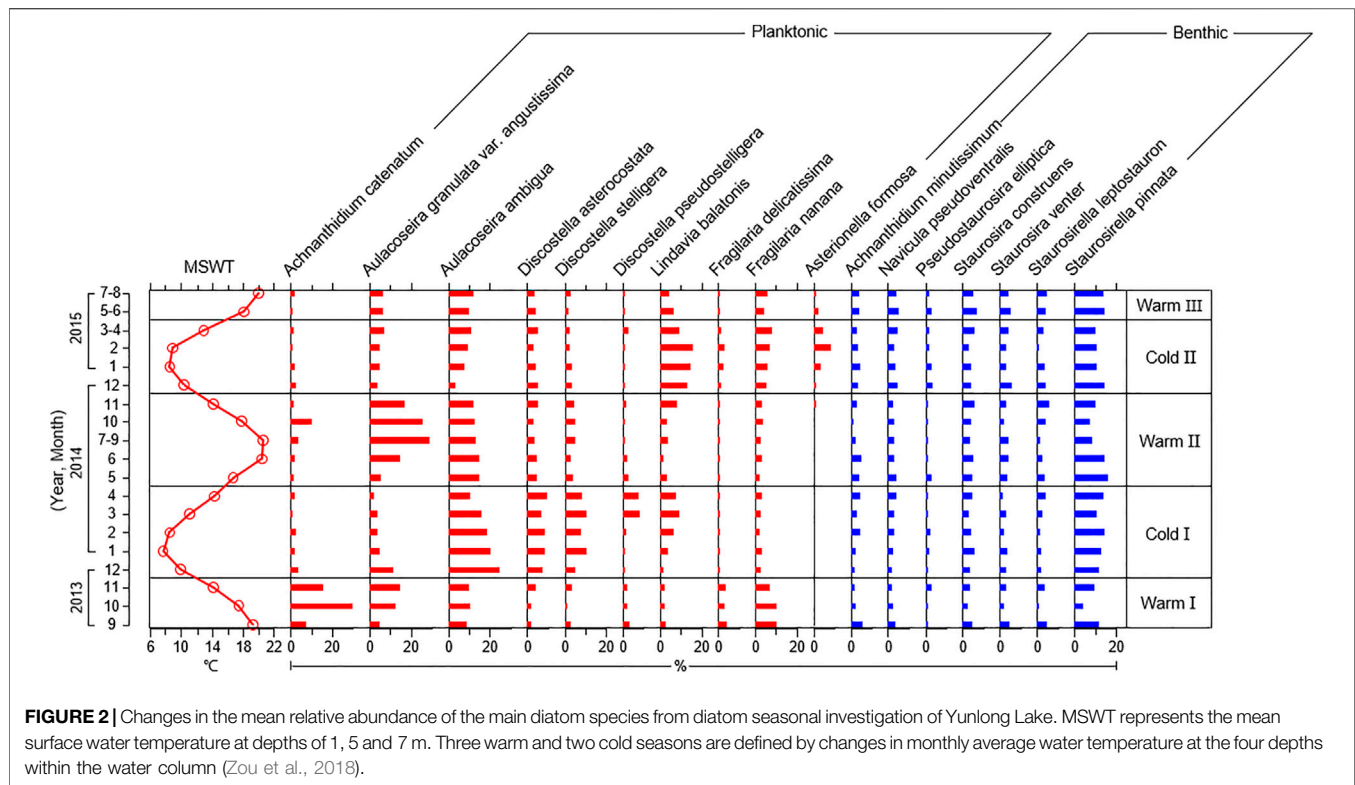 Planktonic
Benthic
Achnanthidium catenatum
Aulacoseira granulata var. angustissima
Aulacoseira ambigua
Discostella asterocostata
Discostella stelligera
Discostella pseudostelligera
Lindavia balatonis
Fragilaria delicatissima
Fragilaria nanana
Asterionella formosa
Achnanthidium minutissimum
Navicula pseudoventralis
Pseudostaurosira elliptica
Staurosira construens
Staurosira venter
Staurosirella leptostauron
Staurosirella pinnata
MSWT
(Year, Month)
2015
7-8
5-6
Warm III
3-4
2
1
Cold II
2014
12
11
10
7-9
6
5
Warm II
4
3
2
1
Cold I
2013
12
11
10
9
Warm I
6 10 14 18 22 0 20 0 20 0 20 0 0 0 0 20 0 0 20 0 0 0 0 0 0 0 0 20
°C
%
FIGURE 2 | Changes in the mean relative abundance of the main diatom species from diatom seasonal investigation of Yunlong Lake. MSWT represents the mean
surface water temperature at depths of 1, 5 and 7 m. Three warm and two cold seasons are defined by changes in monthly average water temperature at the four depths
within the water column (Zou et al., 2018).